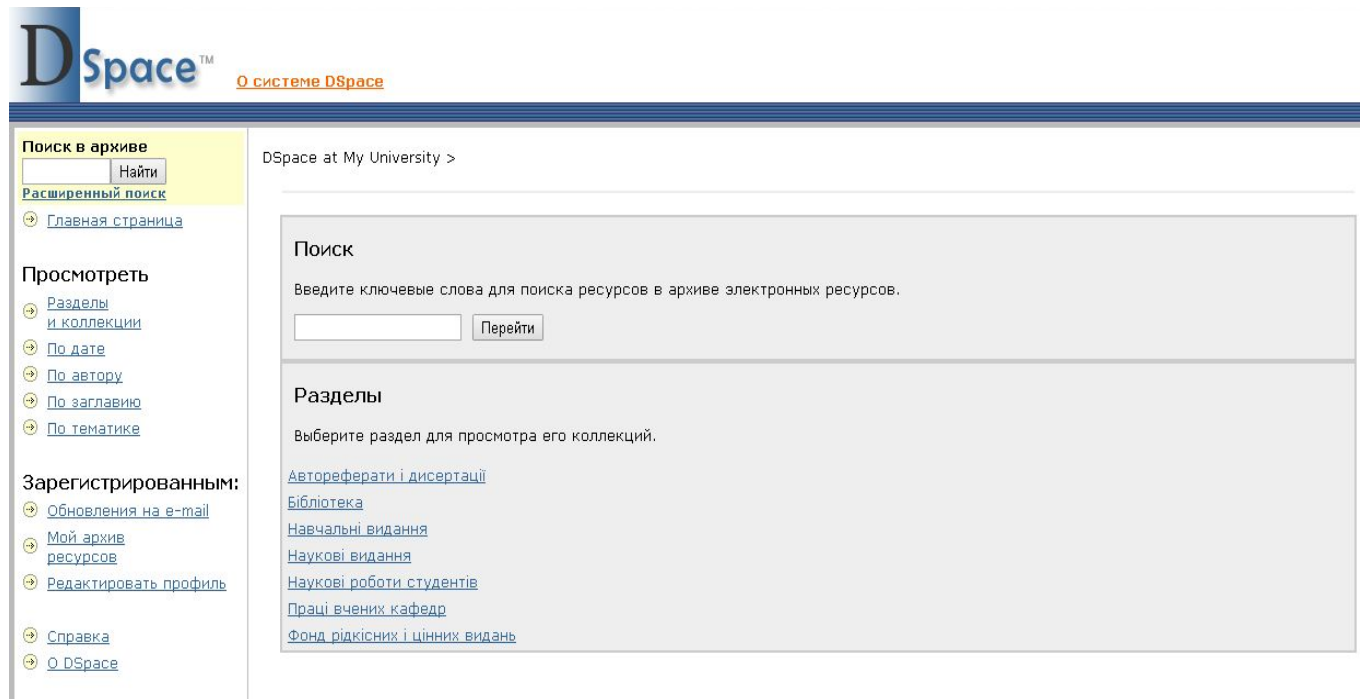 DSpace™
О системе DSpace
Поиск в архиве
Найти
Расширенный поиск
Главная страница
Просмотреть
Разделы
и коллекции
По дате
По автору
По заглавию
По тематике
Зарегистрированным:
Обновления на e-mail
Мой архив
ресурсов
Редактировать профиль
Справка
О DSpace
DSpace at My University >
Поиск
Введите ключевые слова для поиска ресурсов в архиве электронных ресурсов.
Перейти
Разделы
Выберите раздел для просмотра его коллекций.
Автореферати і дисертації
Бібліотека
Навчальні видання
Наукові видання
Наукові роботи студентів
Праці вчених кафедр
Фонд рідкісних і цінних видань